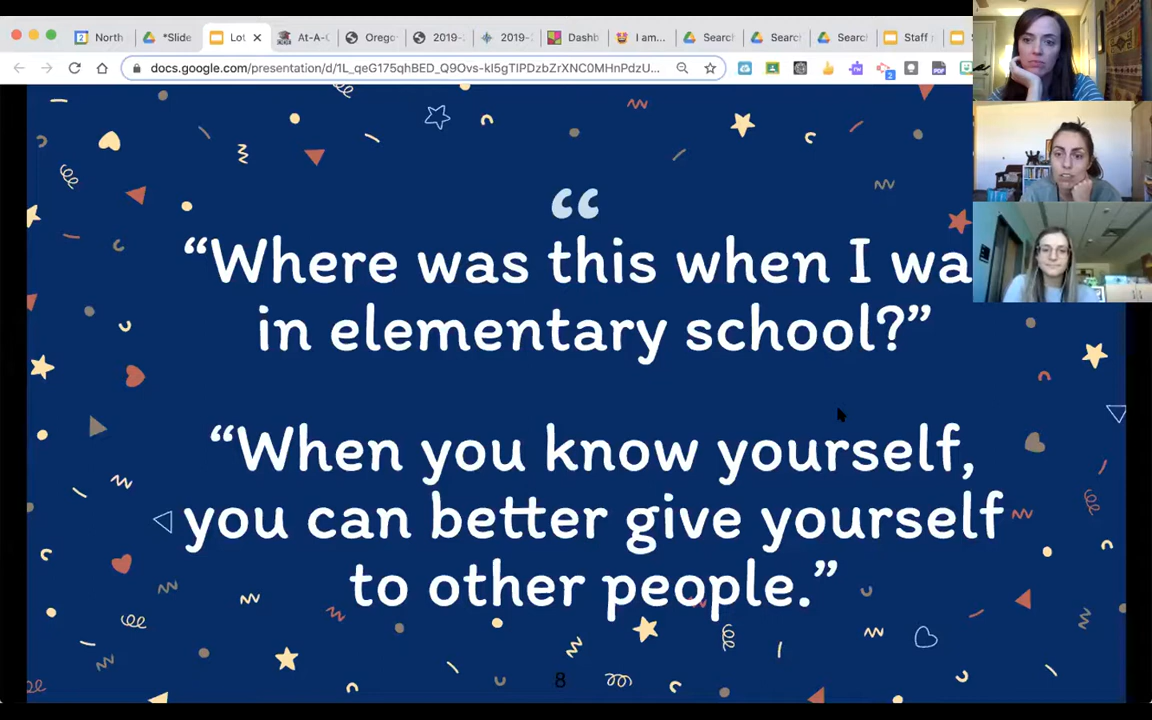 North
*Slide
Lot
At-A-C
Orego
2019-
2019-
Dashb
I am...
Search
Search
Search
Staff
docs.google.com/presentation/d/1L_qeG175qhBED_Q9Ovs-kI5gTIPDzbZrXNC0MHnPdzU...
“
“Where was this when I wa
in elementary school?”
“When you know yourself,
you can better give yourself
to other people.”
8